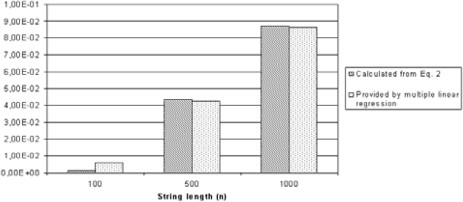 1,00E-01
9,00E-02
8,00E-02
7,00E-02
6,00E-02
5,00E-02
4,00E-02
3,00E-02
2,00E-02
1,00E-02
0,00E+00
100 500 1000
String length (n)
Calculated from Eq. 2
Provided by multiple linear
regression